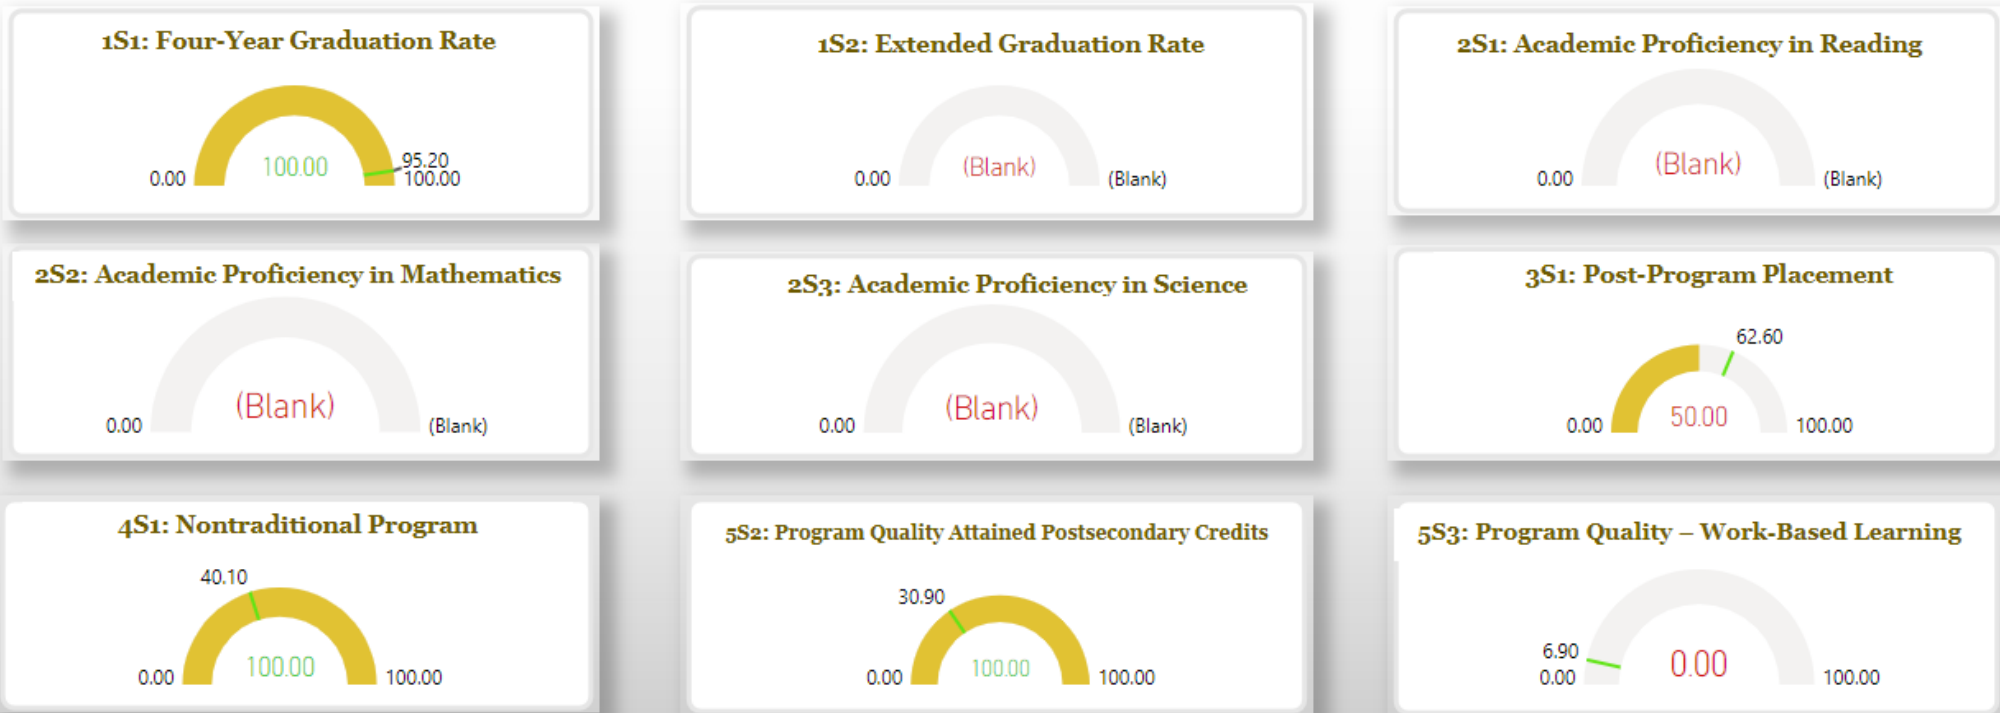 1S1: Four-Year Graduation Rate
100.00
0.00
95.20
100.00
1S2: Extended Graduation Rate
(Blank)
0.00
(Blank)
2S1: Academic Proficiency in Reading
(Blank)
0.00
(Blank)
2S2: Academic Proficiency in Mathematics
(Blank)
0.00
(Blank)
2S3: Academic Proficiency in Science
(Blank)
0.00
(Blank)
3S1: Post-Program Placement
62.60
50.00
0.00
100.00
4S1: Nontraditional Program
40.10
100.00
0.00
100.00
5S2: Program Quality Attained Postsecondary Credits
30.90
100.00
0.00
100.00
5S3: Program Quality – Work-Based Learning
6.90
0.00
0.00
100.00